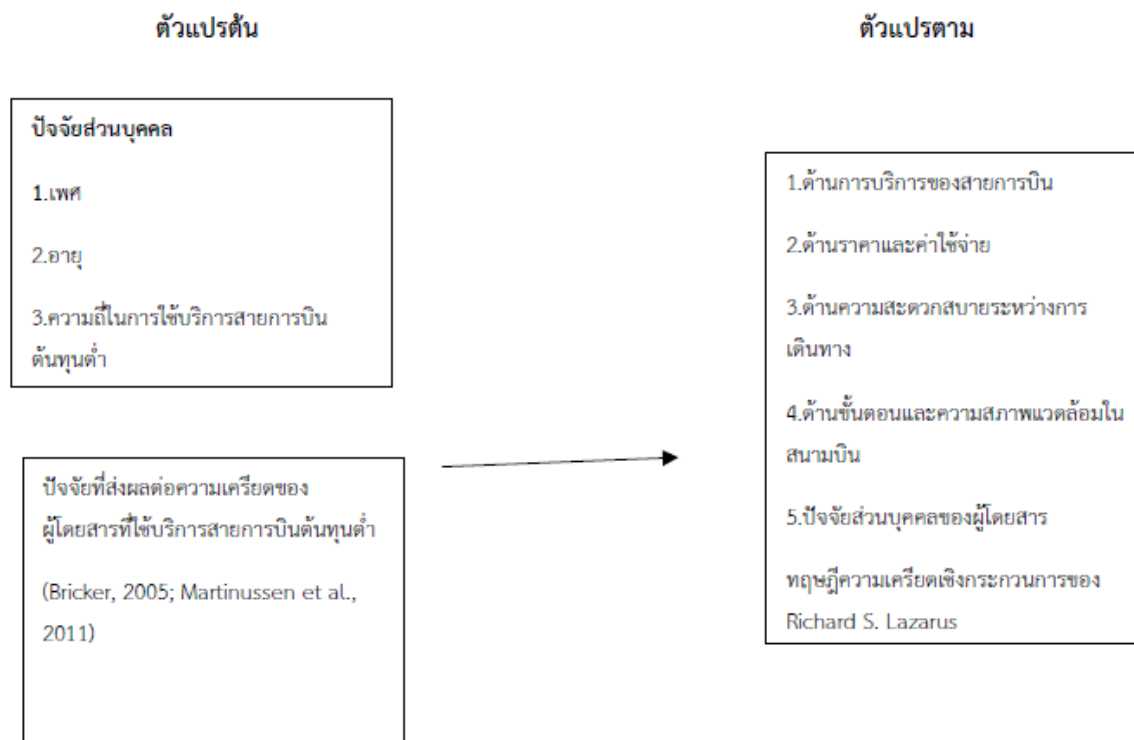 ตัวแปรต้น
ตัวแปรตาม
ปัจจัยส่วนบุคคล
1.เพศ
2.อายุ
3.ความถี่ในการใช้บริการสายการบิน
ต้นทุนต่ำ
ปัจจัยที่ส่งผลต่อความเครียดของ
ผู้โดยสารที่ใช้บริการสายการบินต้นทุนต่ำ
(Bricker, 2005; Martinussen et al.,
2011)
1.ด้านการบริการของสายการบิน
2.ด้านราคาและค่าใช้จ่าย
3.ด้านความสะดวกสบายระหว่างการ
เดินทาง
4.ด้านขั้นตอนและความสภาพแวดล้อมใน
สนามบิน
5.ปัจจัยส่วนบุคคลของผู้โดยสาร
ทฤษฎีความเครียดเชิงกระกวนการของ
Richard S. Lazarus